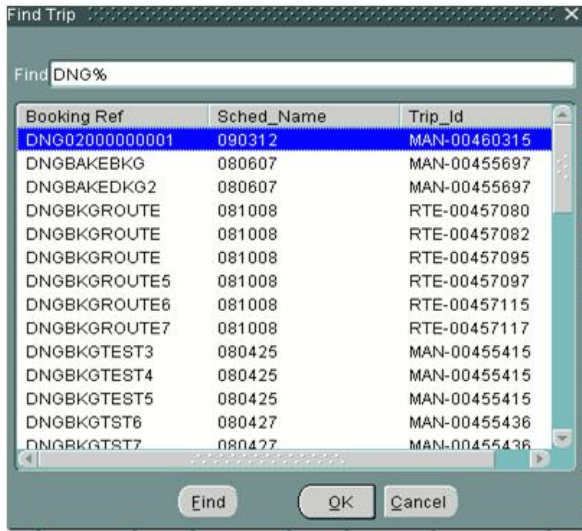 Find Trip
Find DNG%
Booking Ref Sched_Name Trip_Id
DNG02000000001 090312 MAN-00460315
DNGBAKEBKG 080607 MAN-00455697
DNGBAKEDKG2 080607 MAN-00455697
DNGBKGROUTE 081008 RTE-00457080
DNGBKGROUTE 081008 RTE-00457082
DNGBKGROUTE 081008 RTE-00457095
DNGBKGROUTE5 081008 RTE-00457097
DNGBKGROUTE6 081008 RTE-00457115
DNGBKGROUTE7 081008 RTE-00457117
DNGBKGTEST3 080425 MAN-00455415
DNGBKGTEST4 080425 MAN-00455415
DNGBKGTEST5 080425 MAN-00455415
DNGBKGTST6 080427 MAN-00455436
DNGBKGTST7 080427 MAN-00455436
Find OK Cancel